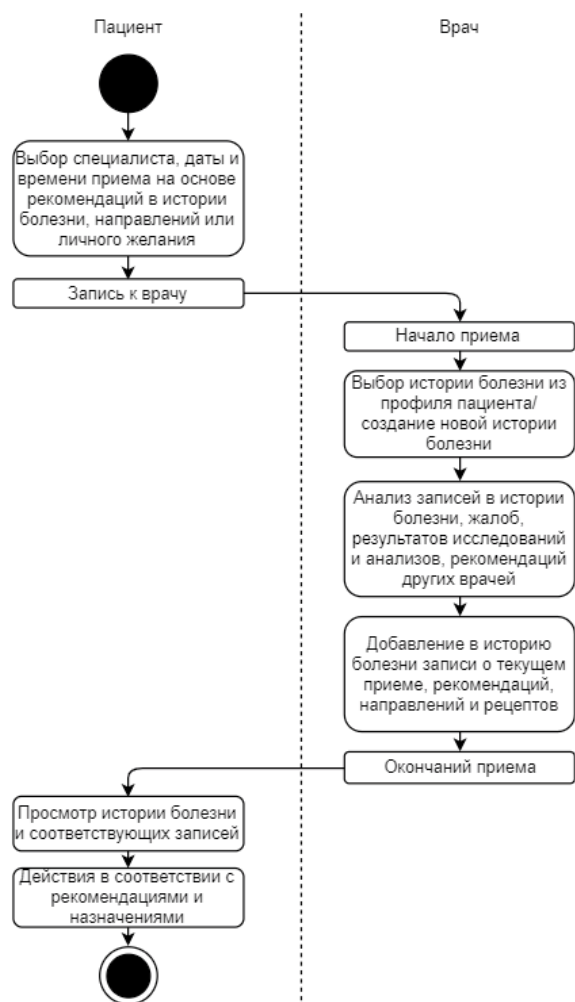 Пациент
Врач
Выбор специалиста, даты и
времени приема на основе
рекомендаций в истории
болезни, направлений или
личного желания
Запись к врачу
Начало приема
Выбор истории болезни из
профиля пациента/
создание новой истории
болезни
Анализ записей в истории
болезни, жалоб,
результатов исследований
и анализов, рекомендаций
других врачей
Добавление в историю
болезни записи о текущем
приеме, рекомендаций,
направлений и рецептов
Окончаний приема
Просмотр истории болезни
и соответствующих записей
Действия в соответствии с
рекомендациями и
назначениями